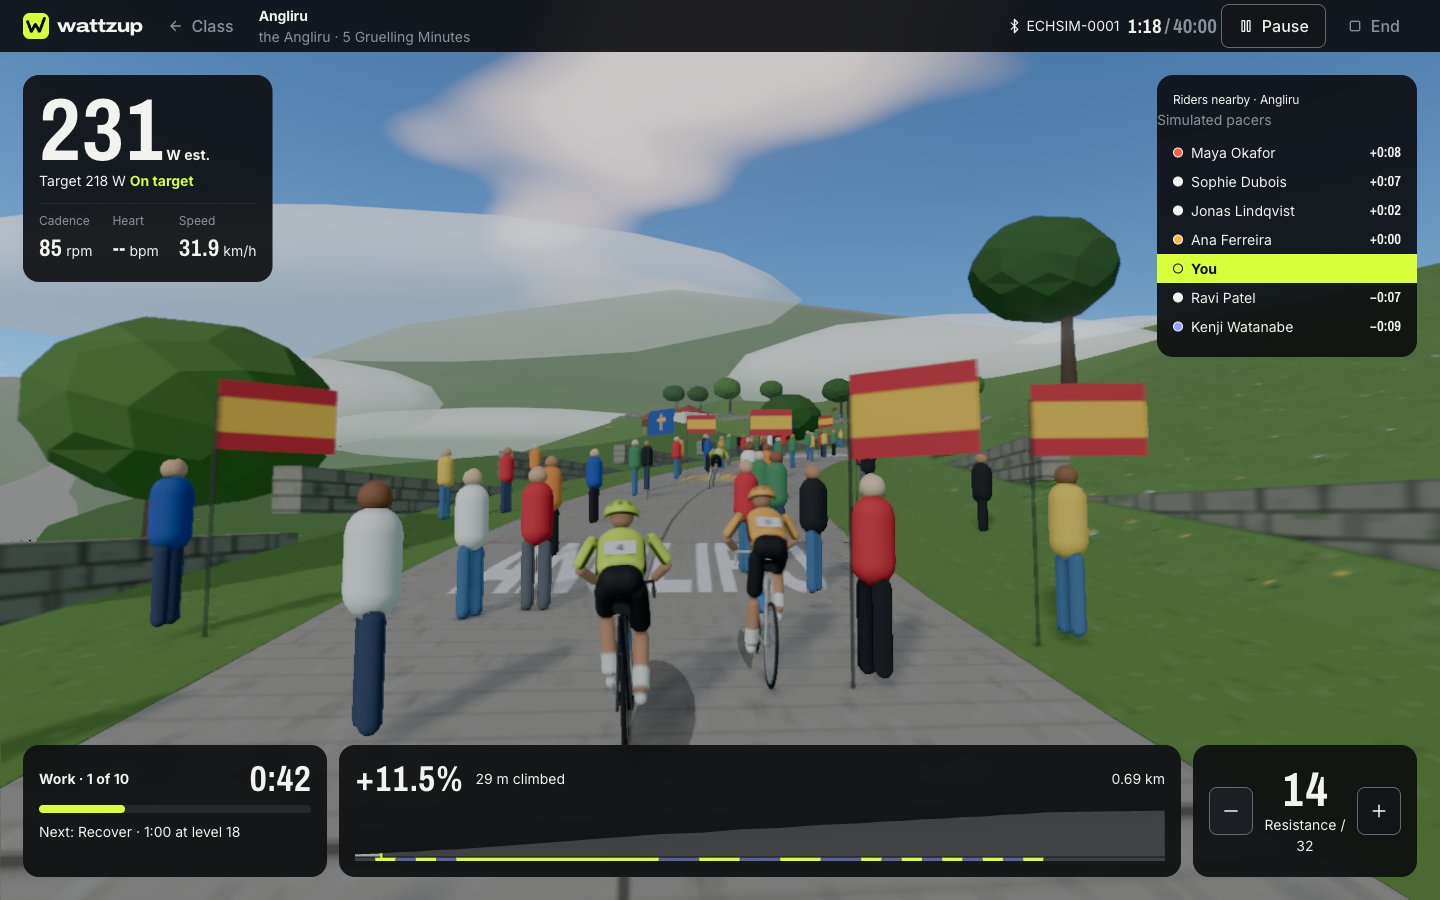 wattzup
Class
Angliru
the Angliru · 5 Gruelling Minutes
ECHSIM-0001 1:18 / 40:00
Pause
End
231 W est.
Target 218 W On target
Cadence Heart Speed
85 rpm -- bpm 31.9 km/h
Riders nearby · Angliru
Simulated pacers
Maya Okafor +0:08
Sophie Dubois +0:07
Jonas Lindqvist +0:02
Ana Ferreira +0:00
You
Ravi Patel −0:07
Kenji Watanabe −0:09
Work · 1 of 10 0:42
Next: Recover · 1:00 at level 18
+11.5% 29 m climbed 0.69 km
− 14 +
Resistance /
32